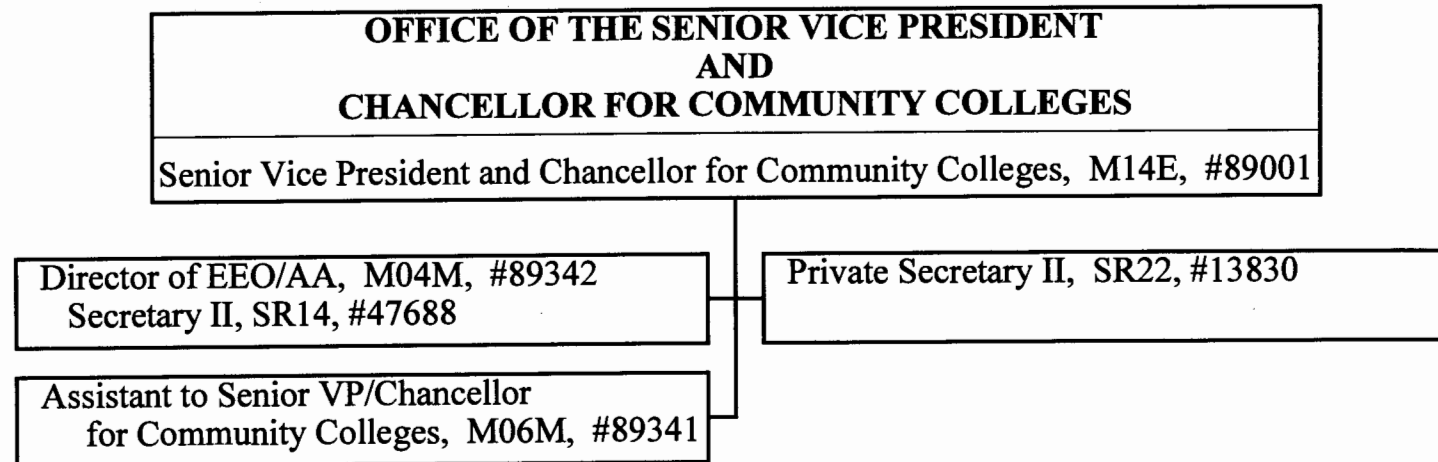 OFFICE OF THE SENIOR VICE PRESIDENT
AND
CHANCELLOR FOR COMMUNITY COLLEGES
Senior Vice President and Chancellor for Community Colleges, M14E, #89001
Director of EEO/AA, M04M, #89342
Secretary II, SR14, #47688
Private Secretary II, SR22, #13830
Assistant to Senior VP/Chancellor
for Community Colleges, M06M, #89341